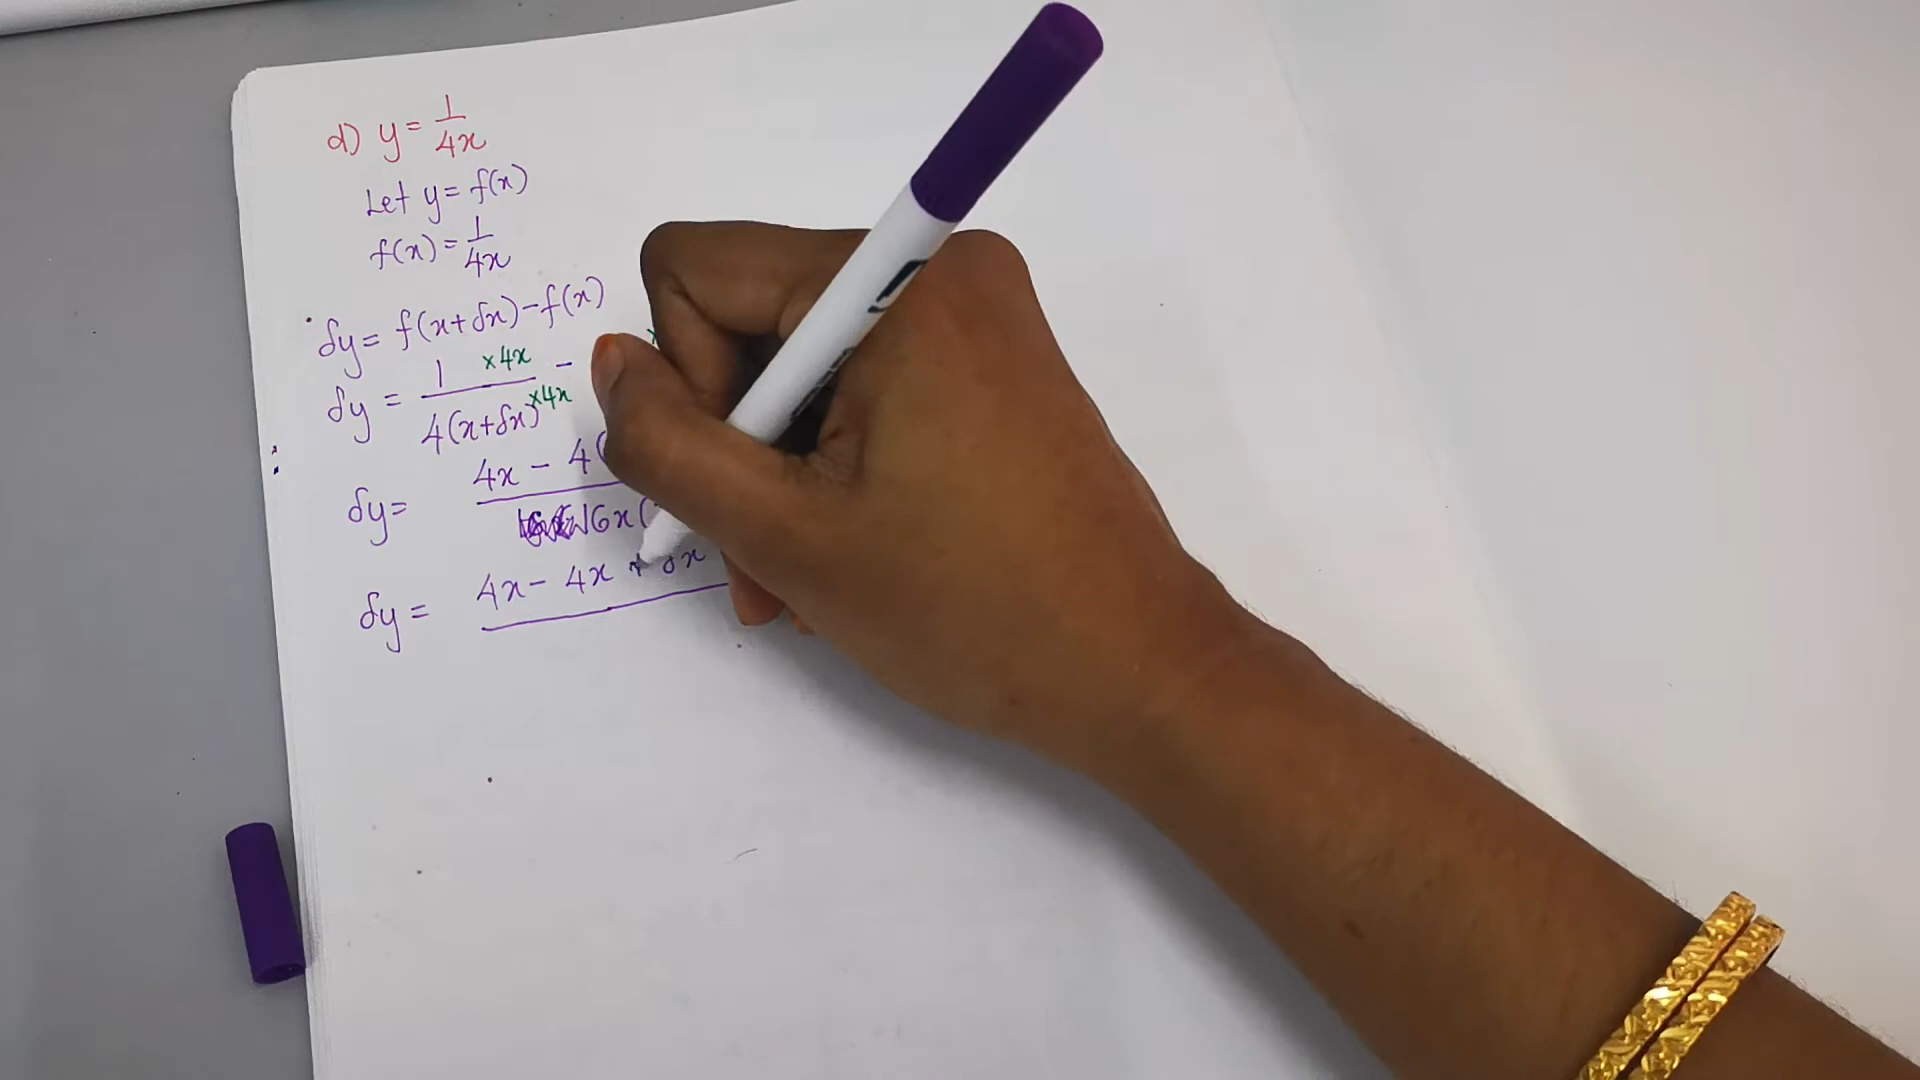 d) y = 1/4x
Let y = f(x)
f(x) = 1/4x
δy = f(x+δx) - f(x)
δy = 1 ×4x / 4(x+δx) ×4x -
δy = 4x - 4( / 16x(
δy = 4x - 4x + δx